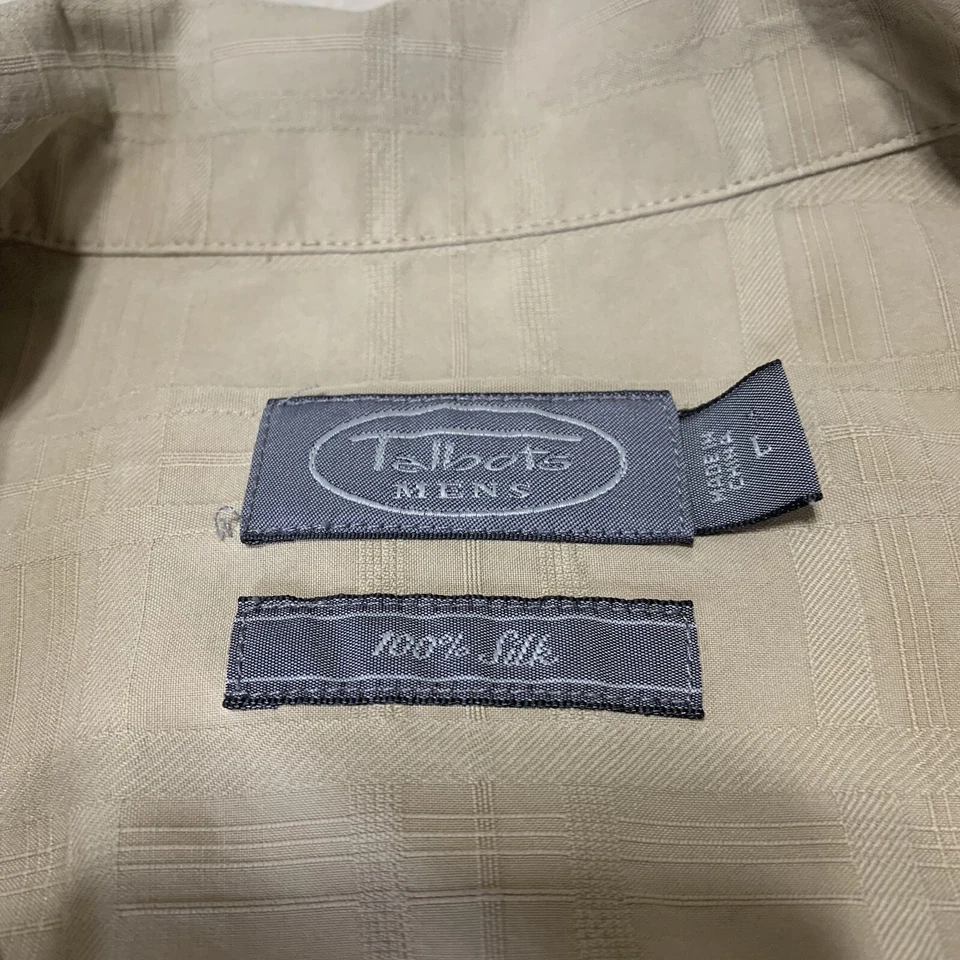 Talbots
MENS
MADE IN
CHINA
L
100% Silk